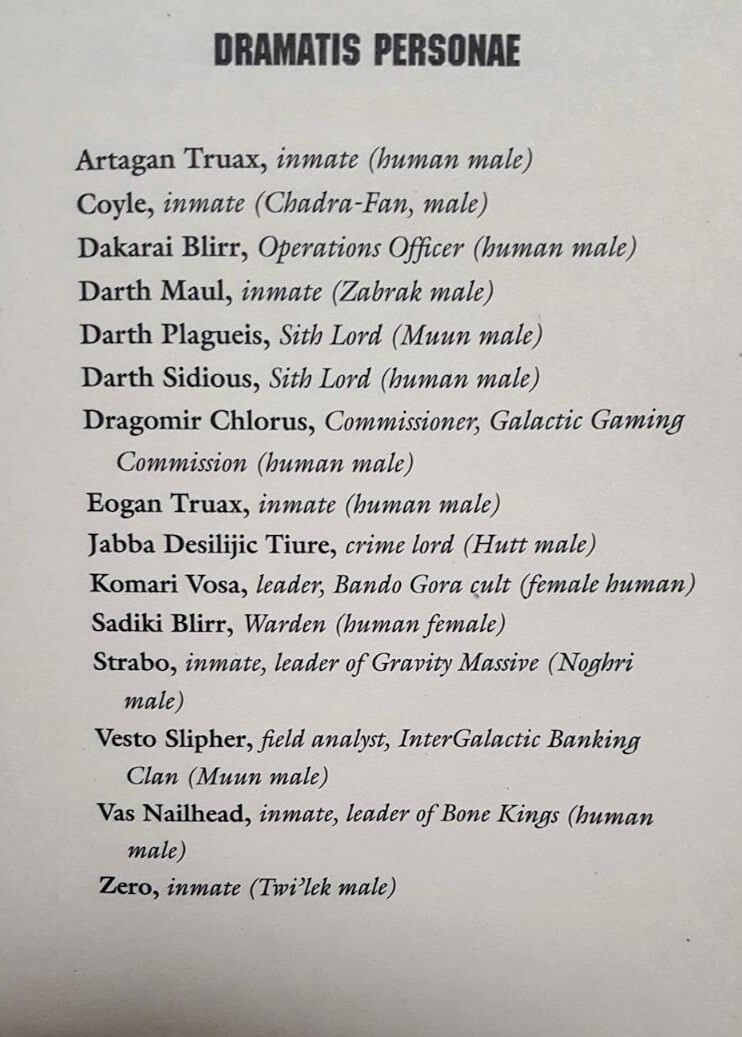 DRAMATIS PERSONAE
Artagan Truax, inmate (human male)
Coyle, inmate (Chadra-Fan, male)
Dakarai Blirr, Operations Officer (human male)
Darth Maul, inmate (Zabrak male)
Darth Plagueis, Sith Lord (Muun male)
Darth Sidious, Sith Lord (human male)
Dragomir Chlorus, Commissioner, Galactic Gaming
Commission (human male)
Eogan Truax, inmate (human male)
Jabba Desilijic Tiure, crime lord (Hutt male)
Komari Vosa, leader, Bando Gora cult (female human)
Sadiki Blirr, Warden (human female)
Strabo, inmate, leader of Gravity Massive (Noghri
male)
Vesto Slipher, field analyst, InterGalactic Banking
Clan (Muun male)
Vas Nailhead, inmate, leader of Bone Kings (human
male)
Zero, inmate (Twi’lek male)